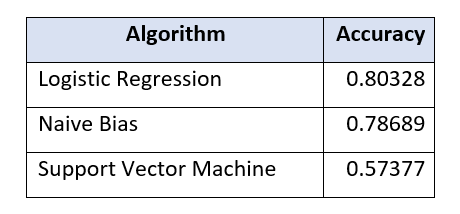 Algorithm Accuracy
Logistic Regression 0.80328
Naive Bias 0.78689
Support Vector Machine 0.57377